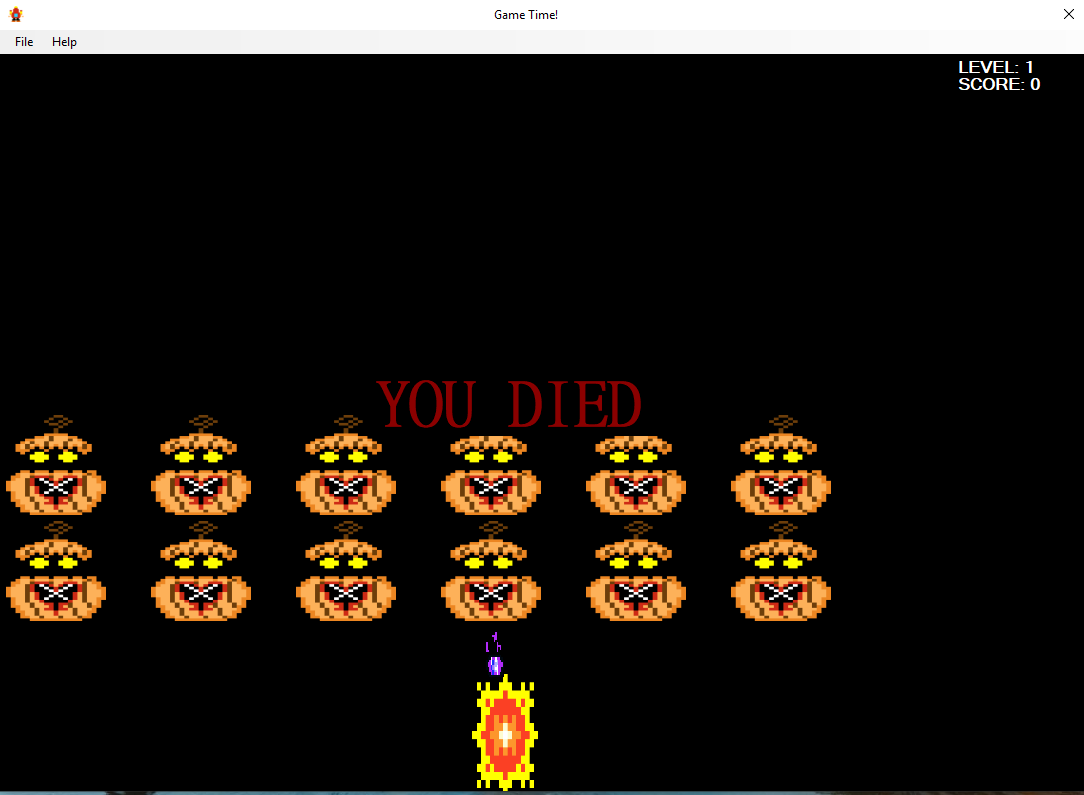 Game Time!
File Help
LEVEL: 1
SCORE: 0
YOU DIED